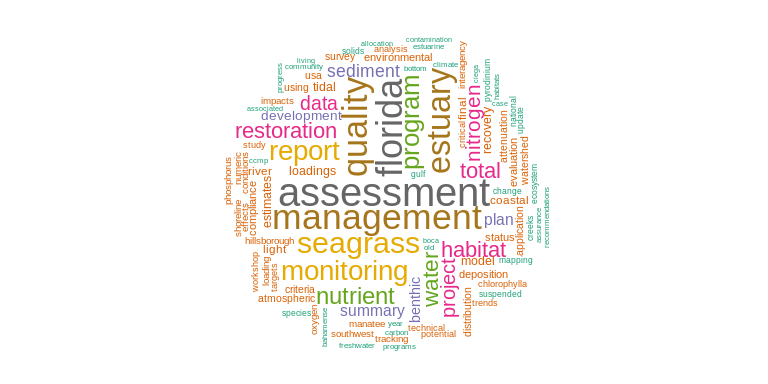 contamination
allocation
estuarine
solids
analysis
survey
environmental
living
community
sediment
bottom
climate
interagency
progress
usa
using
tidal
quality
florida
program
estuary
nitrogen
final
critical
ciega
pyrodinium
habitats
case
national
update
impacts
data
associated
development
restoration
recovery
attenuation
study
report
total
evaluation
watershed
ccmp
river
loadings
gulf
phosphorus
numeric
conditions
estimates
assessment
change
coastal
ecosystem
shoreline
effects
compliance
management
plan
application
creeks
assurance
recommendations
hillsborough
light
seagrass
boca
old
status
habitat
workshop
loading
targets
monitoring
water
project
model
mapping
deposition
criteria
atmospheric
nutrient
benthic
chlorophylla
suspended
trends
distribution
species
oxygen
bahamense
summary
manatee
year
technical
southwest
carbon
potential
tracking
freshwater
programs